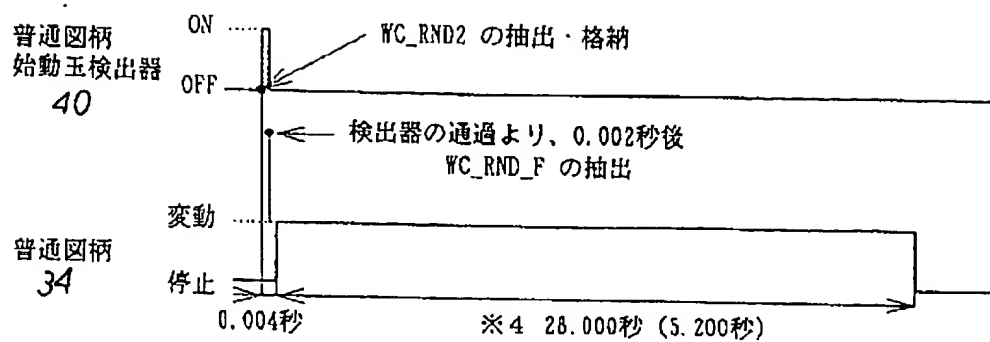 普通図柄
始動玉検出器
40
ON
OFF
WC_RND2 の抽出・格納
検出器の通過より、0.002秒後
WC_RND_F の抽出
普通図柄
34
変動
停止
0.004秒
※4 28.000秒 (5.200秒)